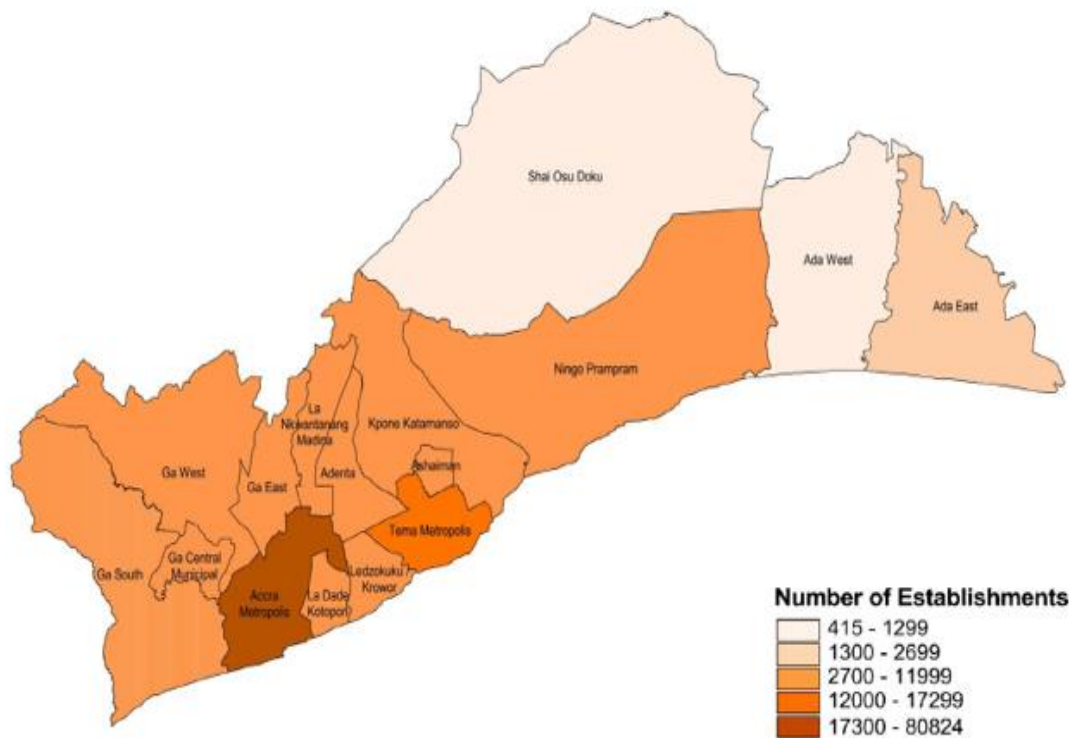 Shai Osu Doku
Ada West
Ada East
Ningo Prampram
La
Nkwantanang
Madina
Kpone Katamanso
Ashaiman
Adenta
Ga West
Ga East
Tema Metropolis
Ga Central
Municipal
Ga South
Ledzokuku
Krowor
Accra
Metropolis
La Dade
Kotopon
Number of Establishments
415 - 1299
1300 - 2699
2700 - 11999
12000 - 17299
17300 - 80824